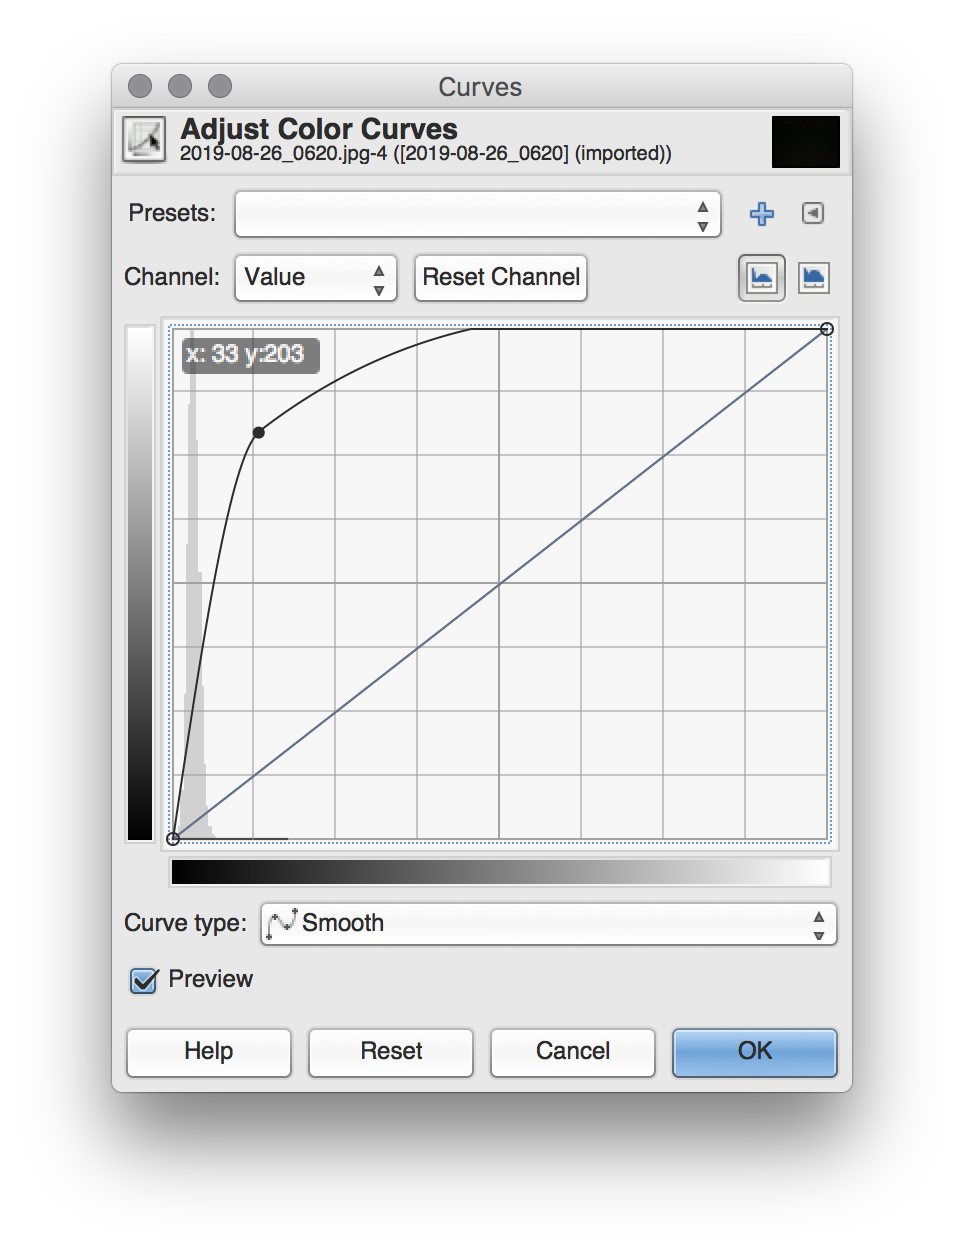 Curves
Adjust Color Curves
2019-08-26_0620.jpg-4 ([2019-08-26_0620] (imported))
Presets:
Channel: Value Reset Channel
x: 33 y:203
Curve type: Smooth
Preview
Help Reset Cancel OK